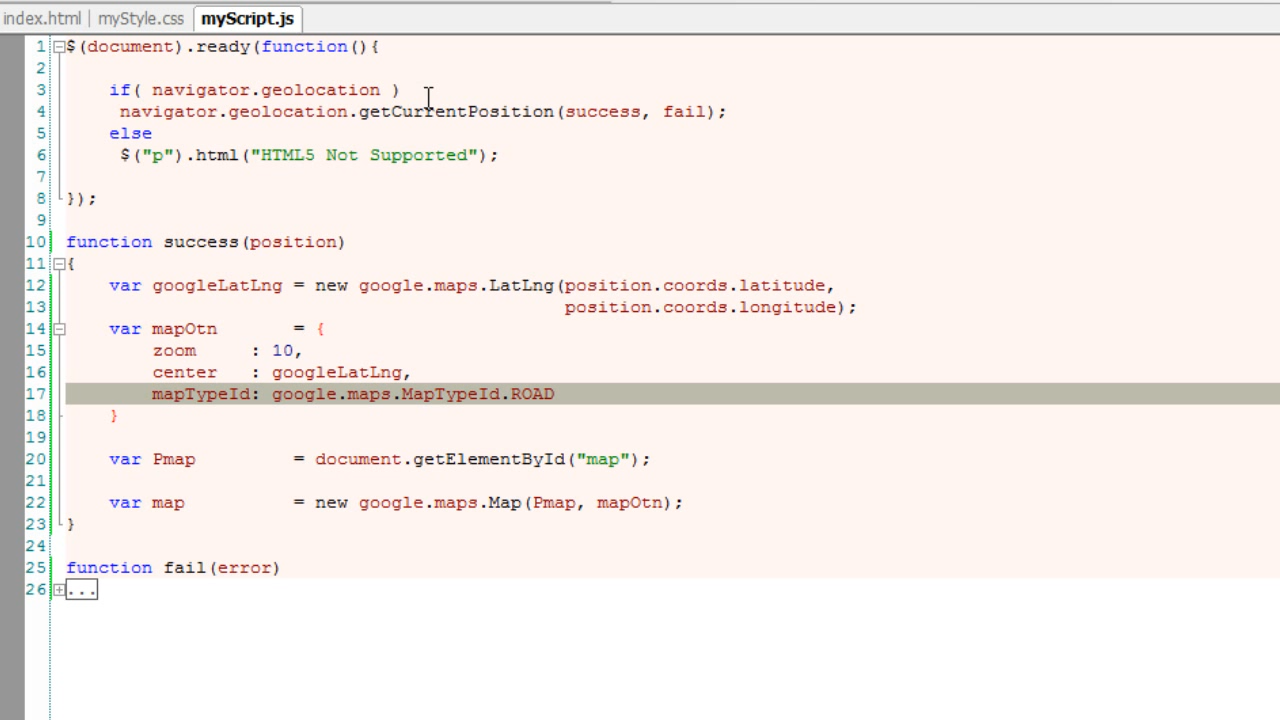 index.html | myStyle.css myScript.js
1 $(document).ready(function(){
2
3 if( navigator.geolocation )
4 navigator.geolocation.getCurrentPosition(success, fail);
5 else
6 $("p").html("HTML5 Not Supported");
7
8 });
9
10 function success(position)
11 {
12 var googleLatLng = new google.maps.LatLng(position.coords.latitude,
13 position.coords.longitude);
14 var mapOtn = {
15 zoom : 10,
16 center : googleLatLng,
17 mapTypeId: google.maps.MapTypeId.ROAD
18 }
19
20 var Pmap = document.getElementById("map");
21
22 var map = new google.maps.Map(Pmap, mapOtn);
23 }
24
25 function fail(error)
26 ...